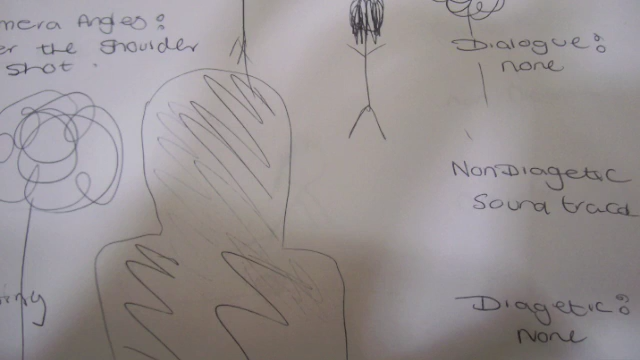 mera Angles:
er the shoulder
shot.
Dialogue:
none
NonDiagetic
Sound track
Diagetic:
None